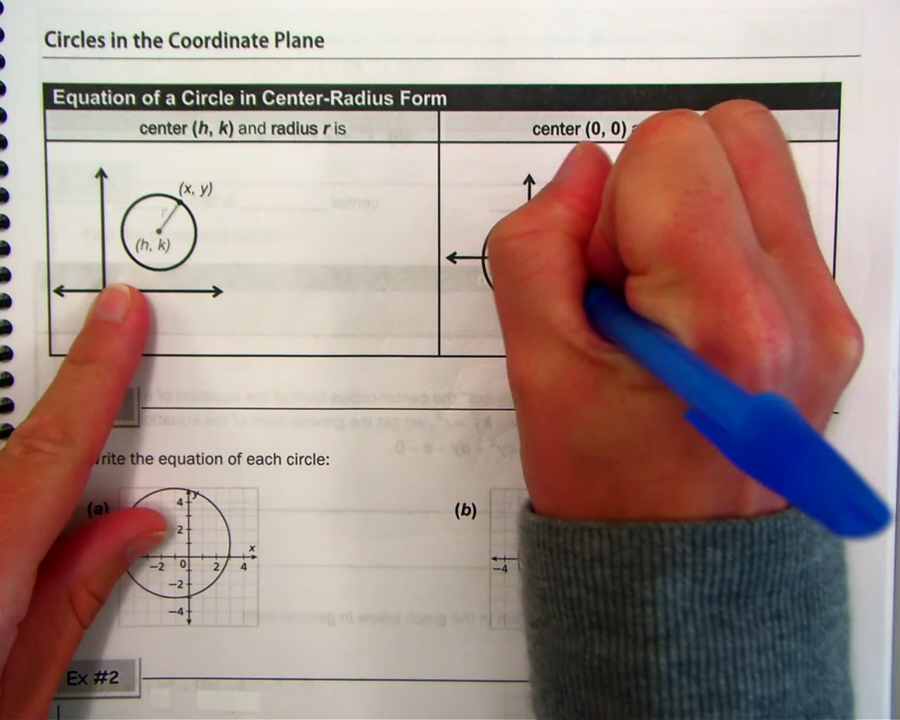 Circles in the Coordinate Plane
Equation of a Circle in Center-Radius Form
center (h, k) and radius r is
center (0, 0)
(x, y)
r
(h, k)
rite the equation of each circle:
(a)
(b)
y
4
2
x
−2 0 2 4
−4
−2
−4
Ex #2